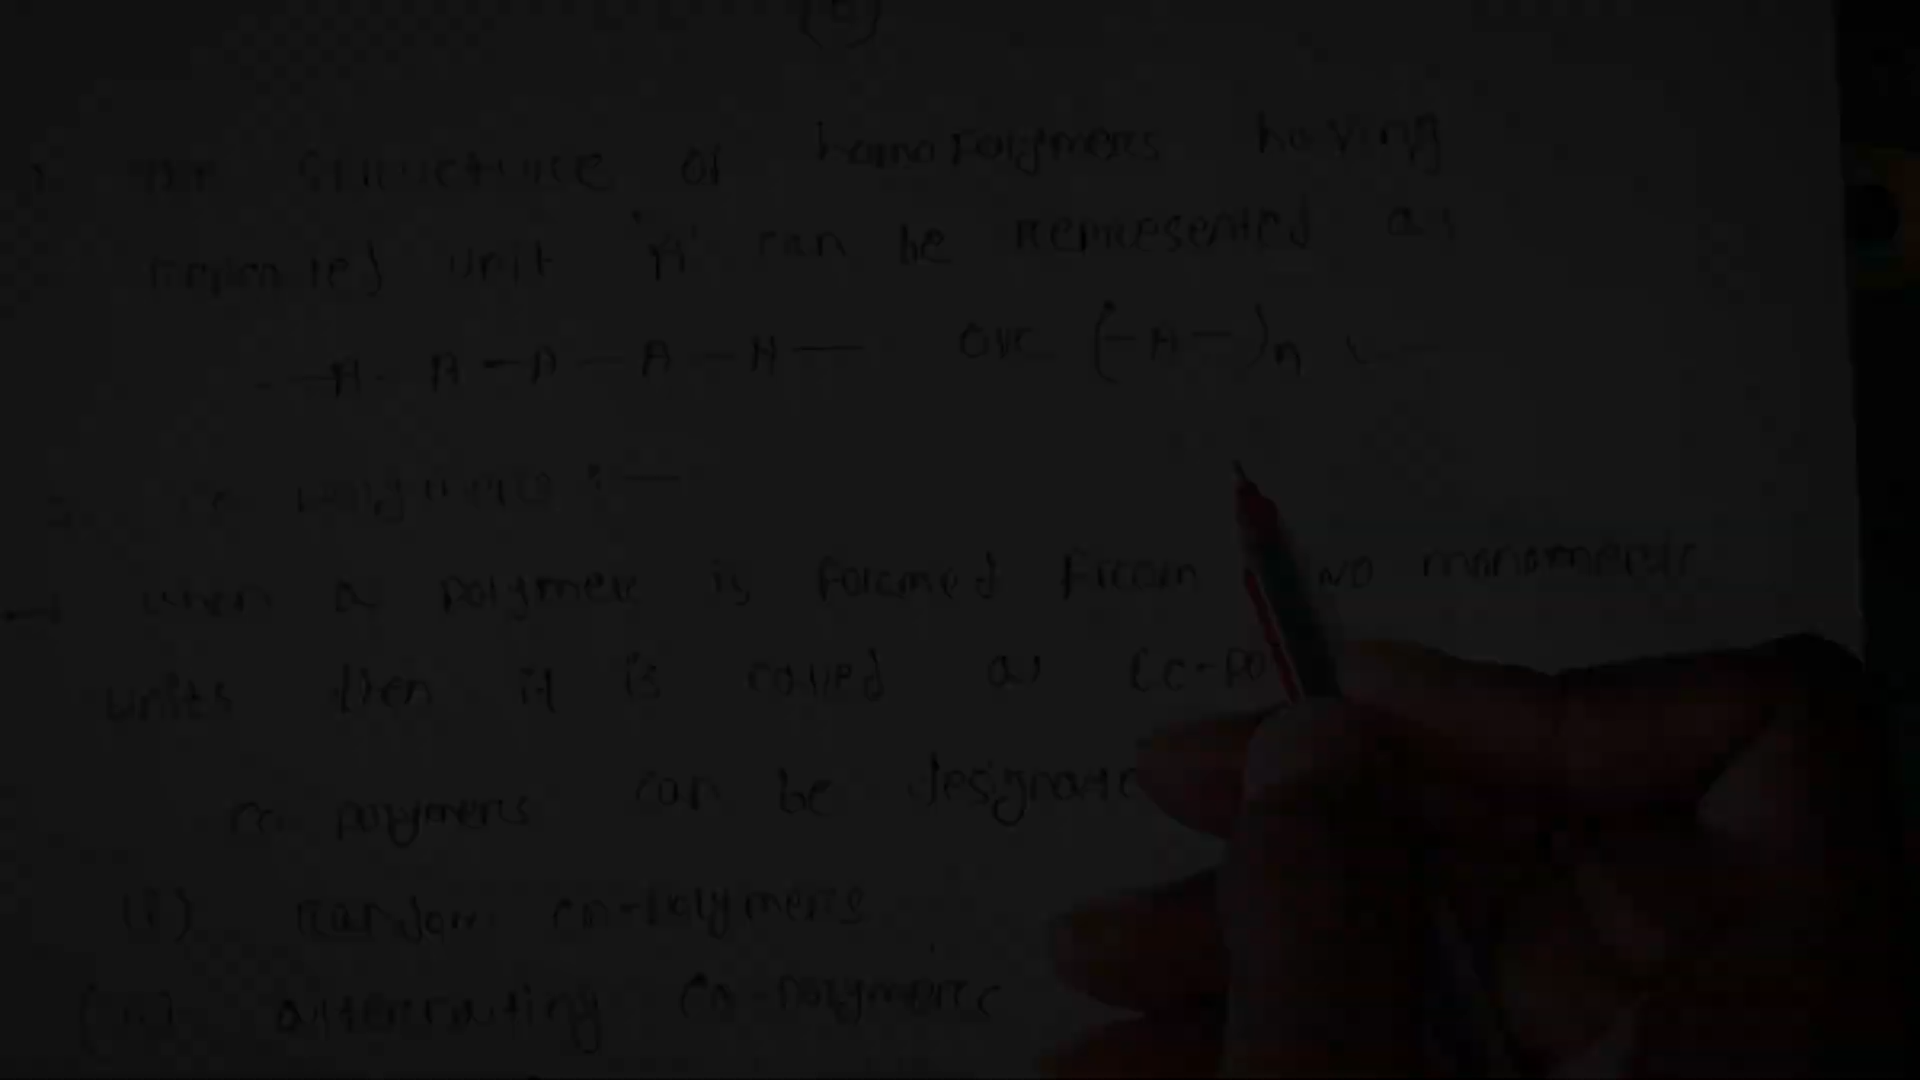 The structure of homopolymers having
repeated unit 'A' can be represented as
—A-A—A—A—A— or (—A—)n
Co polymers :—
→ when a polymer is formed from monomeric
units then it is called as Co-po
co polymers can be designate
(i) random co-polymers
(ii) alternating co-polymers